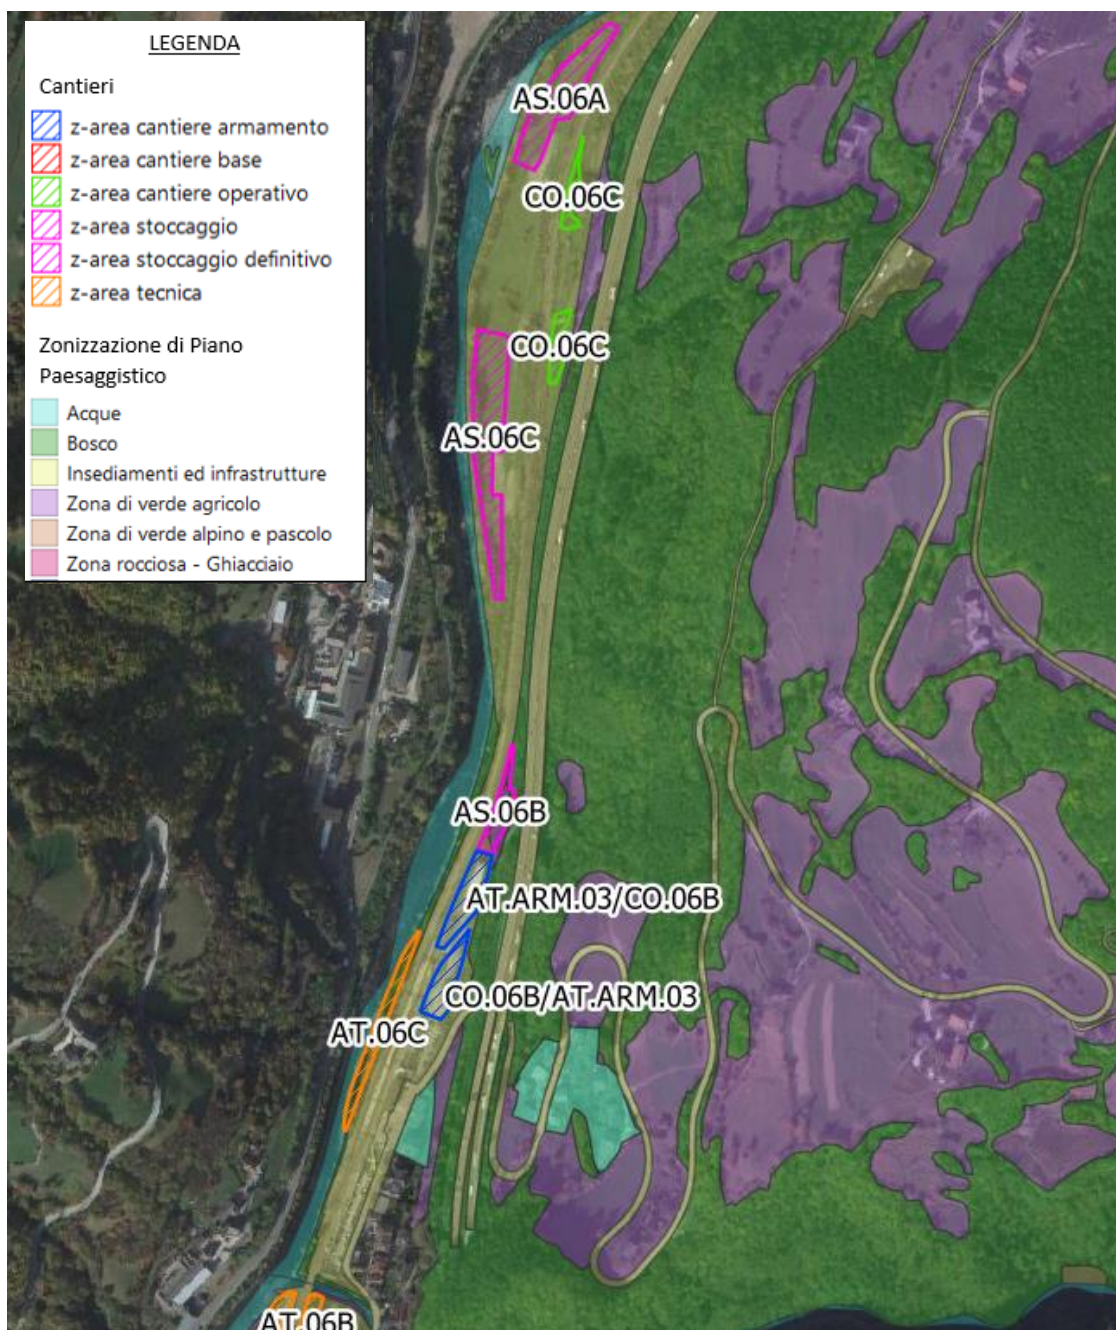 LEGENDA
Cantieri
z-area cantiere armamento
z-area cantiere base
z-area cantiere operativo
z-area stoccaggio
z-area stoccaggio definitivo
z-area tecnica
Zonizzazione di Piano
Paesaggistico
Acque
Bosco
Insediamenti ed infrastrutture
Zona di verde agricolo
Zona di verde alpino e pascolo
Zona rocciosa - Ghiacciaio
AS.06A
CO.06C
CO.06C
AS.06C
AS.06B
AT.ARM.03/CO.06B
CO.06B/AT.ARM.03
AT.06C
AT.06B